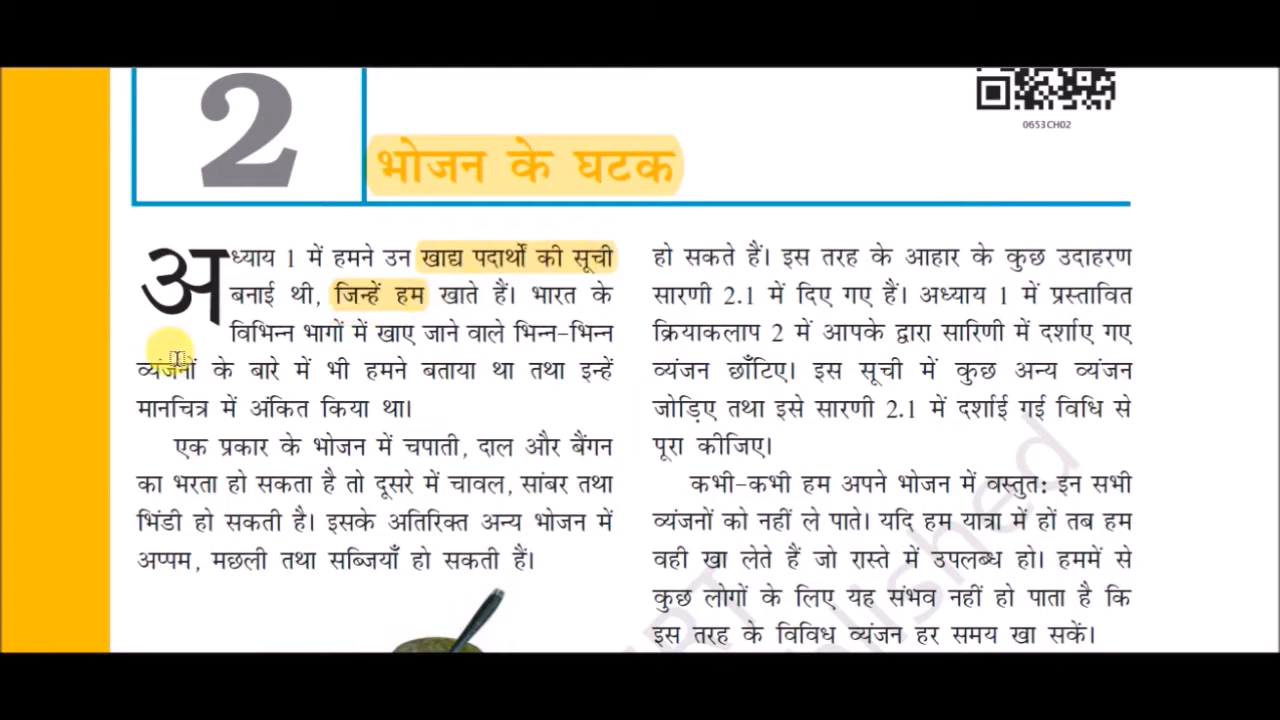 2
0653CH02
भोजन के घटक
अध्याय 1 में हमने उन खाद्य पदार्थों की सूची
बनाई थी, जिन्हें हम खाते हैं। भारत के
विभिन्न भागों में खाए जाने वाले भिन्न-भिन्न
व्यंजनों के बारे में भी हमने बताया था तथा इन्हें
मानचित्र में अंकित किया था।
एक प्रकार के भोजन में चपाती, दाल और बैंगन
का भरता हो सकता है तो दूसरे में चावल, सांबर तथा
भिंडी हो सकती है। इसके अतिरिक्त अन्य भोजन में
अप्पम, मछली तथा सब्जियाँ हो सकती हैं।
हो सकते हैं। इस तरह के आहार के कुछ उदाहरण
सारणी 2.1 में दिए गए हैं। अध्याय 1 में प्रस्तावित
क्रियाकलाप 2 में आपके द्वारा सारिणी में दर्शाए गए
व्यंजन छाँटिए। इस सूची में कुछ अन्य व्यंजन
जोड़िए तथा इसे सारणी 2.1 में दर्शाई गई विधि से
पूरा कीजिए।
कभी-कभी हम अपने भोजन में वस्तुत: इन सभी
व्यंजनों को नहीं ले पाते। यदि हम यात्रा में हों तब हम
वही खा लेते हैं जो रास्ते में उपलब्ध हो। हममें से
कुछ लोगों के लिए यह संभव नहीं हो पाता है कि
इस तरह के विविध व्यंजन हर समय खा सकें।